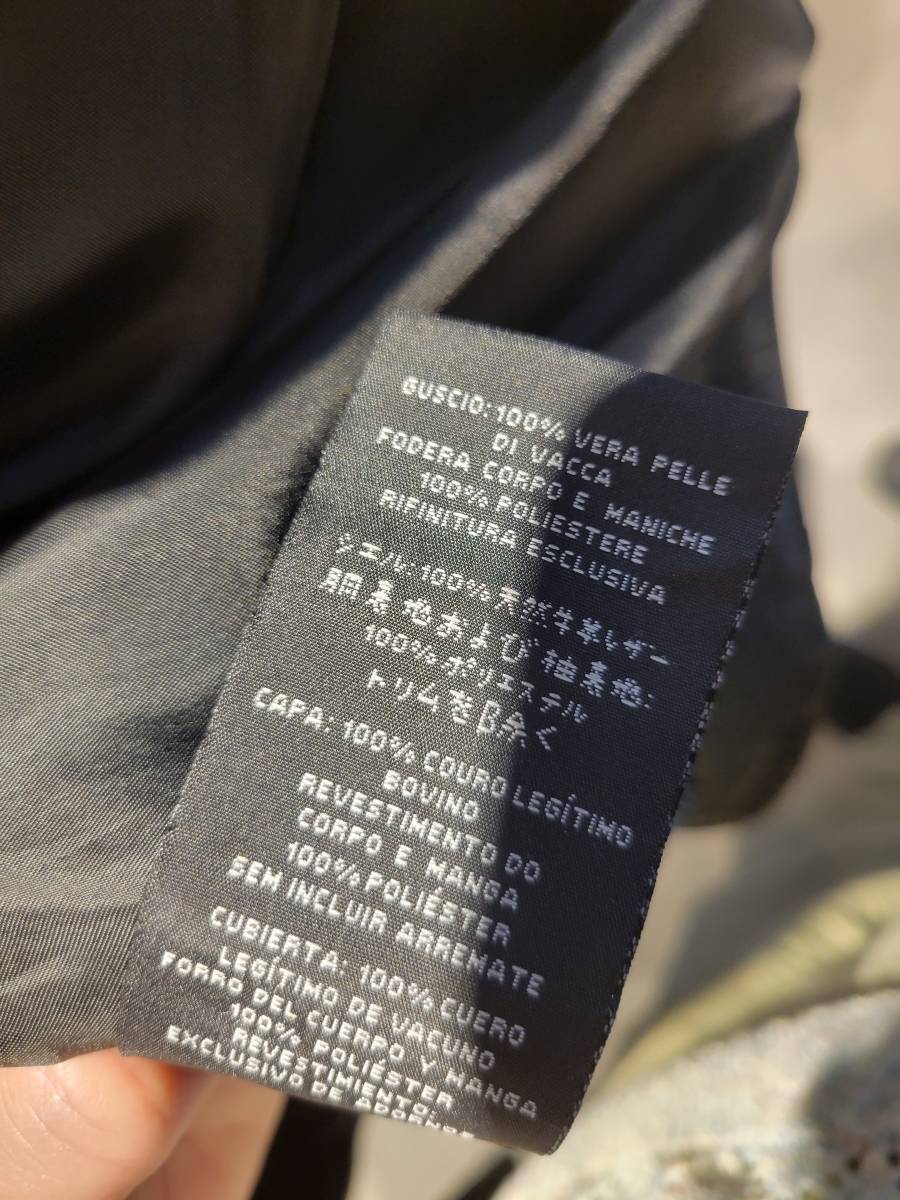 GUSCIO: 100% VERA PELLE
DI VACCA
FODERA CORPO E MANICHE
100% POLIESTERE
RIFINITURA ESCLUSIVA
シエル: 100% 天然牛革レザー
胴裏地および袖裏地:
100% ポリエステル
トリムを除く
CAPA: 100% COURO LEGÍTIMO
BOVINO
REVESTIMENTO DO
CORPO E MANGA
100% POLIÉSTER
SEM INCLUIR ARREMATE
CUBIERTA: 100% CUERO
LEGÍTIMO DE VACUNO
FORRO DEL CUERPO Y MANGA
100% POLIÉSTER
REVESTIMIENTO:
EXCLUSIVO DE